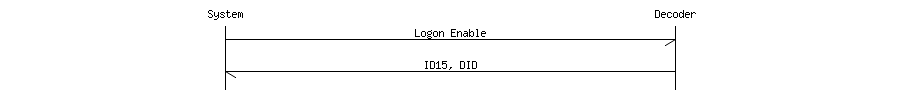 System
Decoder
Logon Enable
ID15, DID